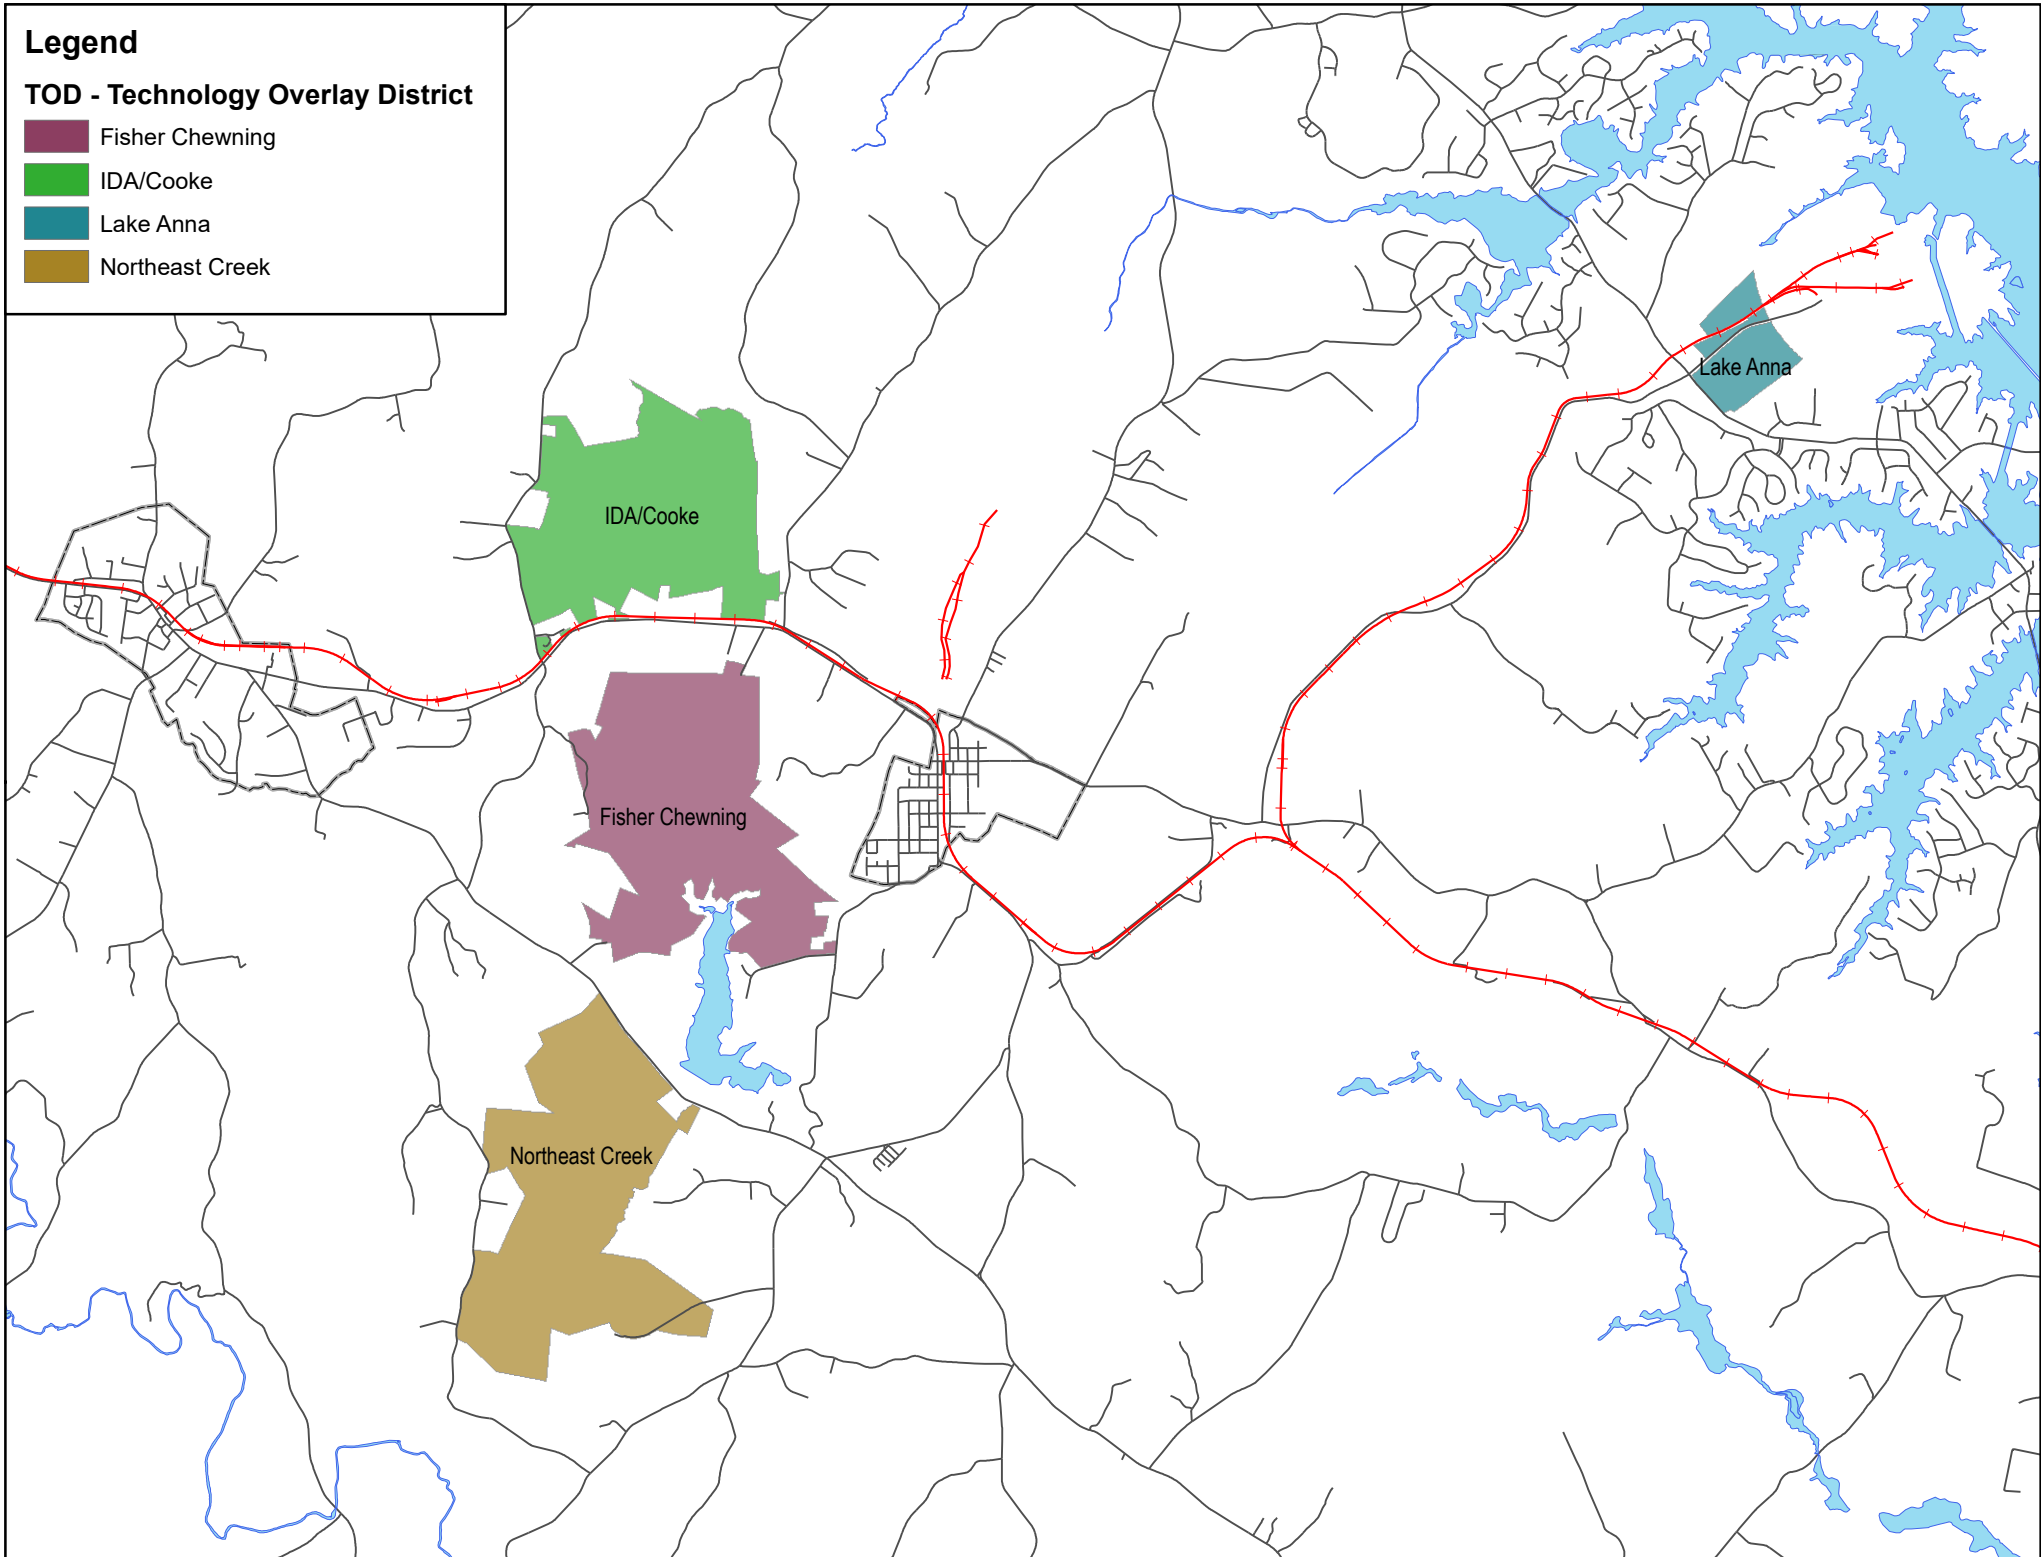 Legend
TOD - Technology Overlay District
Fisher Chewning
IDA/Cooke
Lake Anna
Northeast Creek
Lake Anna
IDA/Cooke
Fisher Chewning
Northeast Creek